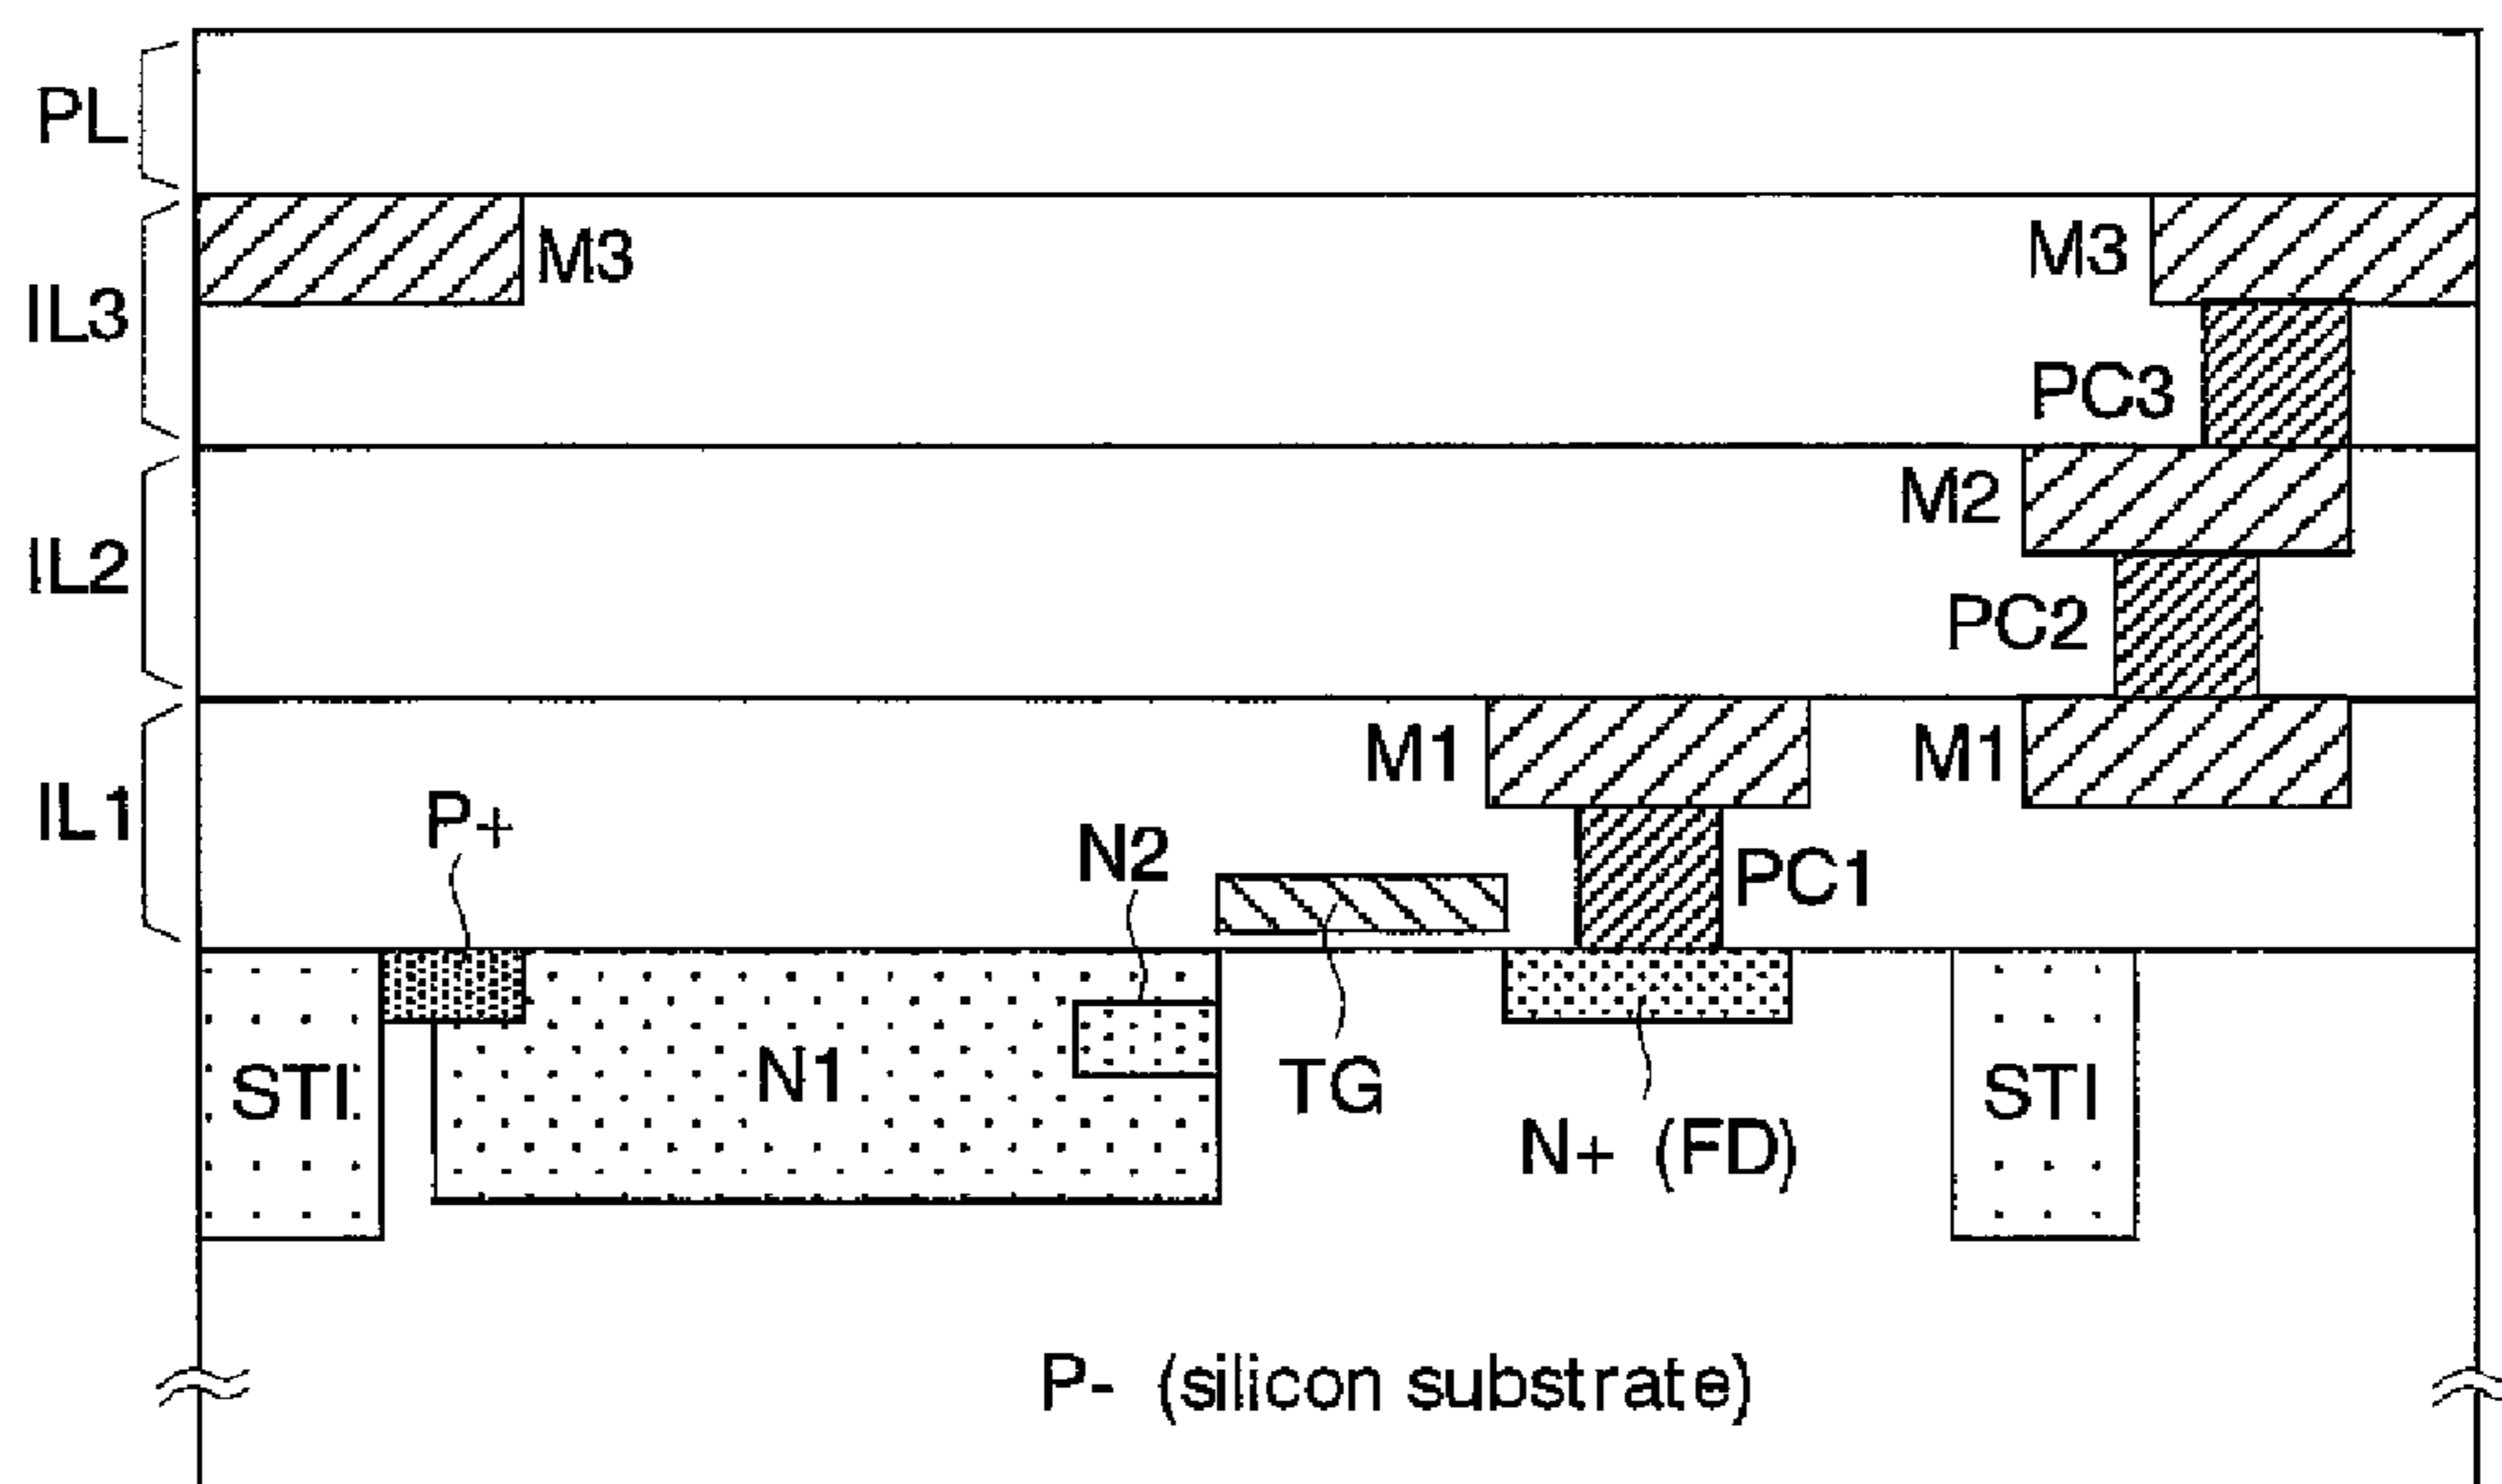 PL
M3
M3
IL3
PC3
M2
IL2
PC2
M1
M1
IL1
P+
N2
PC1
STI
N1
TG
STI
N+ (FD)
P- (silicon substrate)